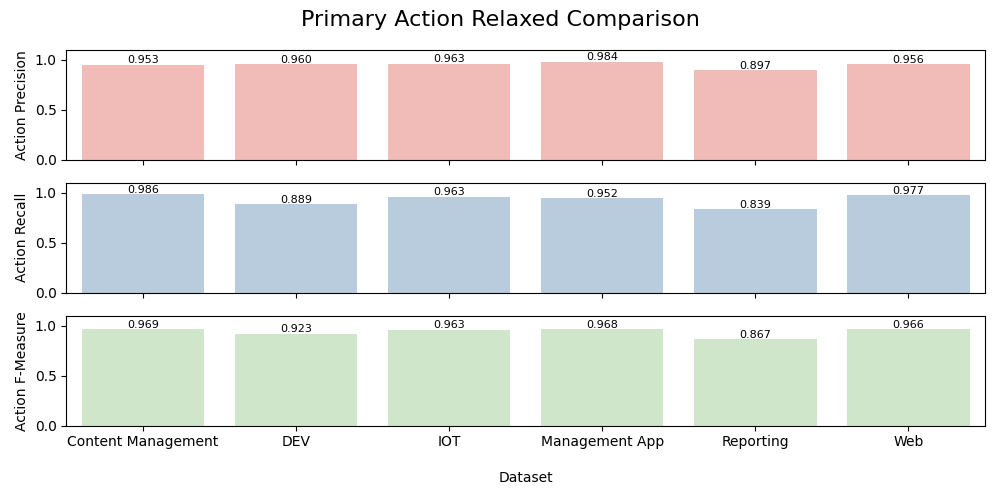 Primary Action Relaxed Comparison
Action Precision
1.0
0.5
0.0
0.953 0.960 0.963 0.984 0.897 0.956
Action Recall
1.0
0.5
0.0
0.986 0.889 0.963 0.952 0.839 0.977
Action F-Measure
1.0
0.5
0.0
0.969 0.923 0.963 0.968 0.867 0.966
Content Management DEV IOT Management App Reporting Web
Dataset